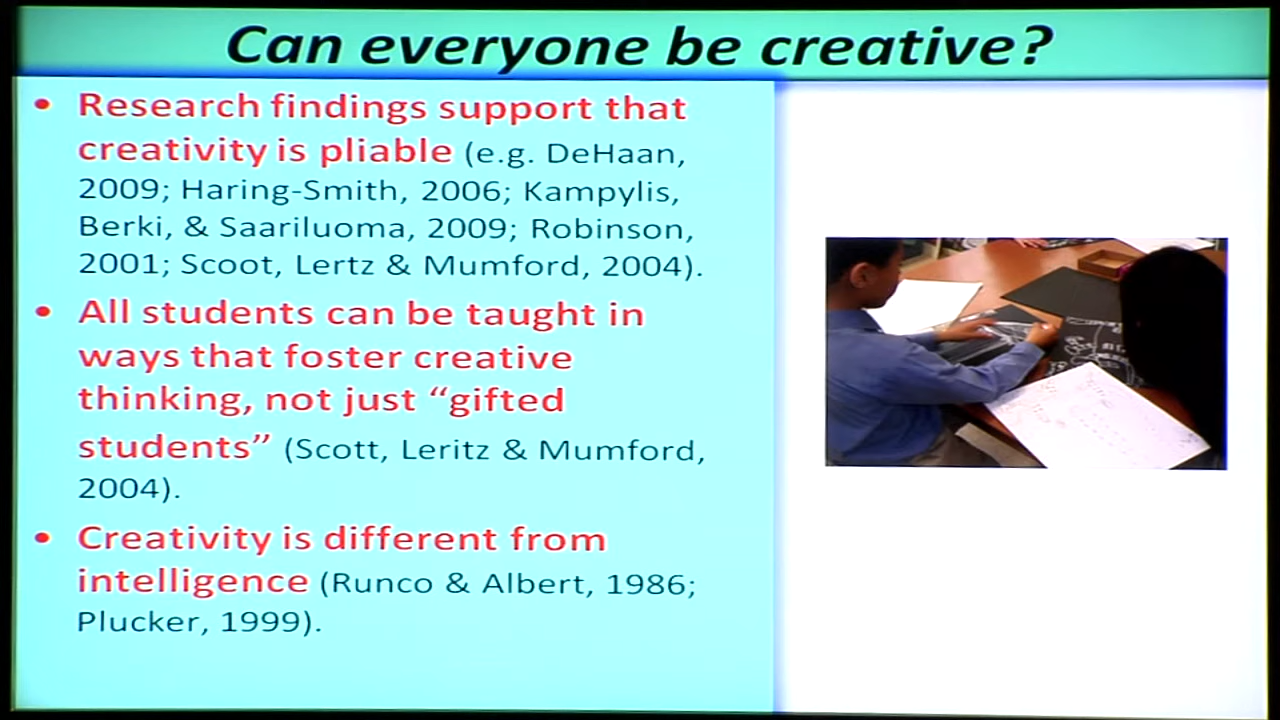 Can everyone be creative?
• Research findings support that
creativity is pliable (e.g. DeHaan,
2009; Haring-Smith, 2006; Kampylis,
Berki, & Saariluoma, 2009; Robinson,
2001; Scoot, Lertz & Mumford, 2004).
• All students can be taught in
ways that foster creative
thinking, not just “gifted
students” (Scott, Leritz & Mumford,
2004).
• Creativity is different from
intelligence (Runco & Albert, 1986;
Plucker, 1999).